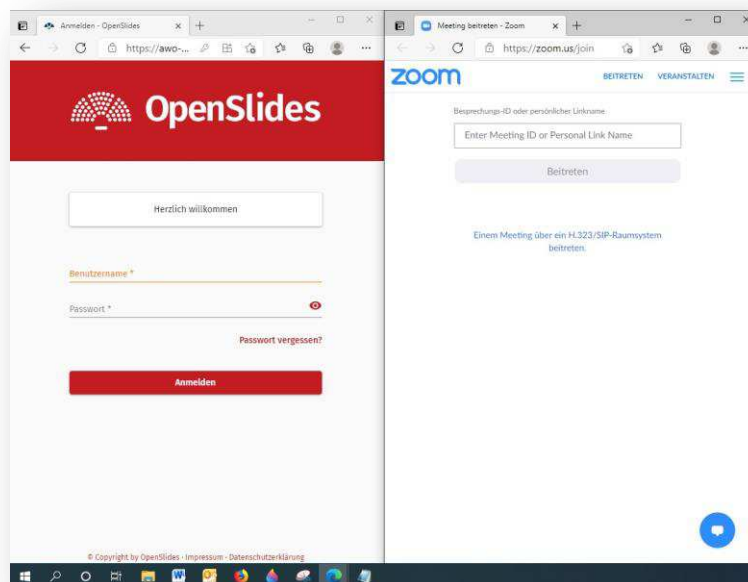 Anmelden - OpenSlides
https://awo-...
OpenSlides
Herzlich willkommen
Benutzername *
Passwort *
Passwort vergessen?
Anmelden
© Copyright by OpenSlides · Impressum · Datenschutzerklärung
Meeting beitreten - Zoom
https://zoom.us/join
zoom
BEITRETEN VERANSTALTEN
Besprechungs-ID oder persönlicher Linkname
Enter Meeting ID or Personal Link Name
Beitreten
Einem Meeting über ein H.323/SIP-Raumsystem
beitreten.